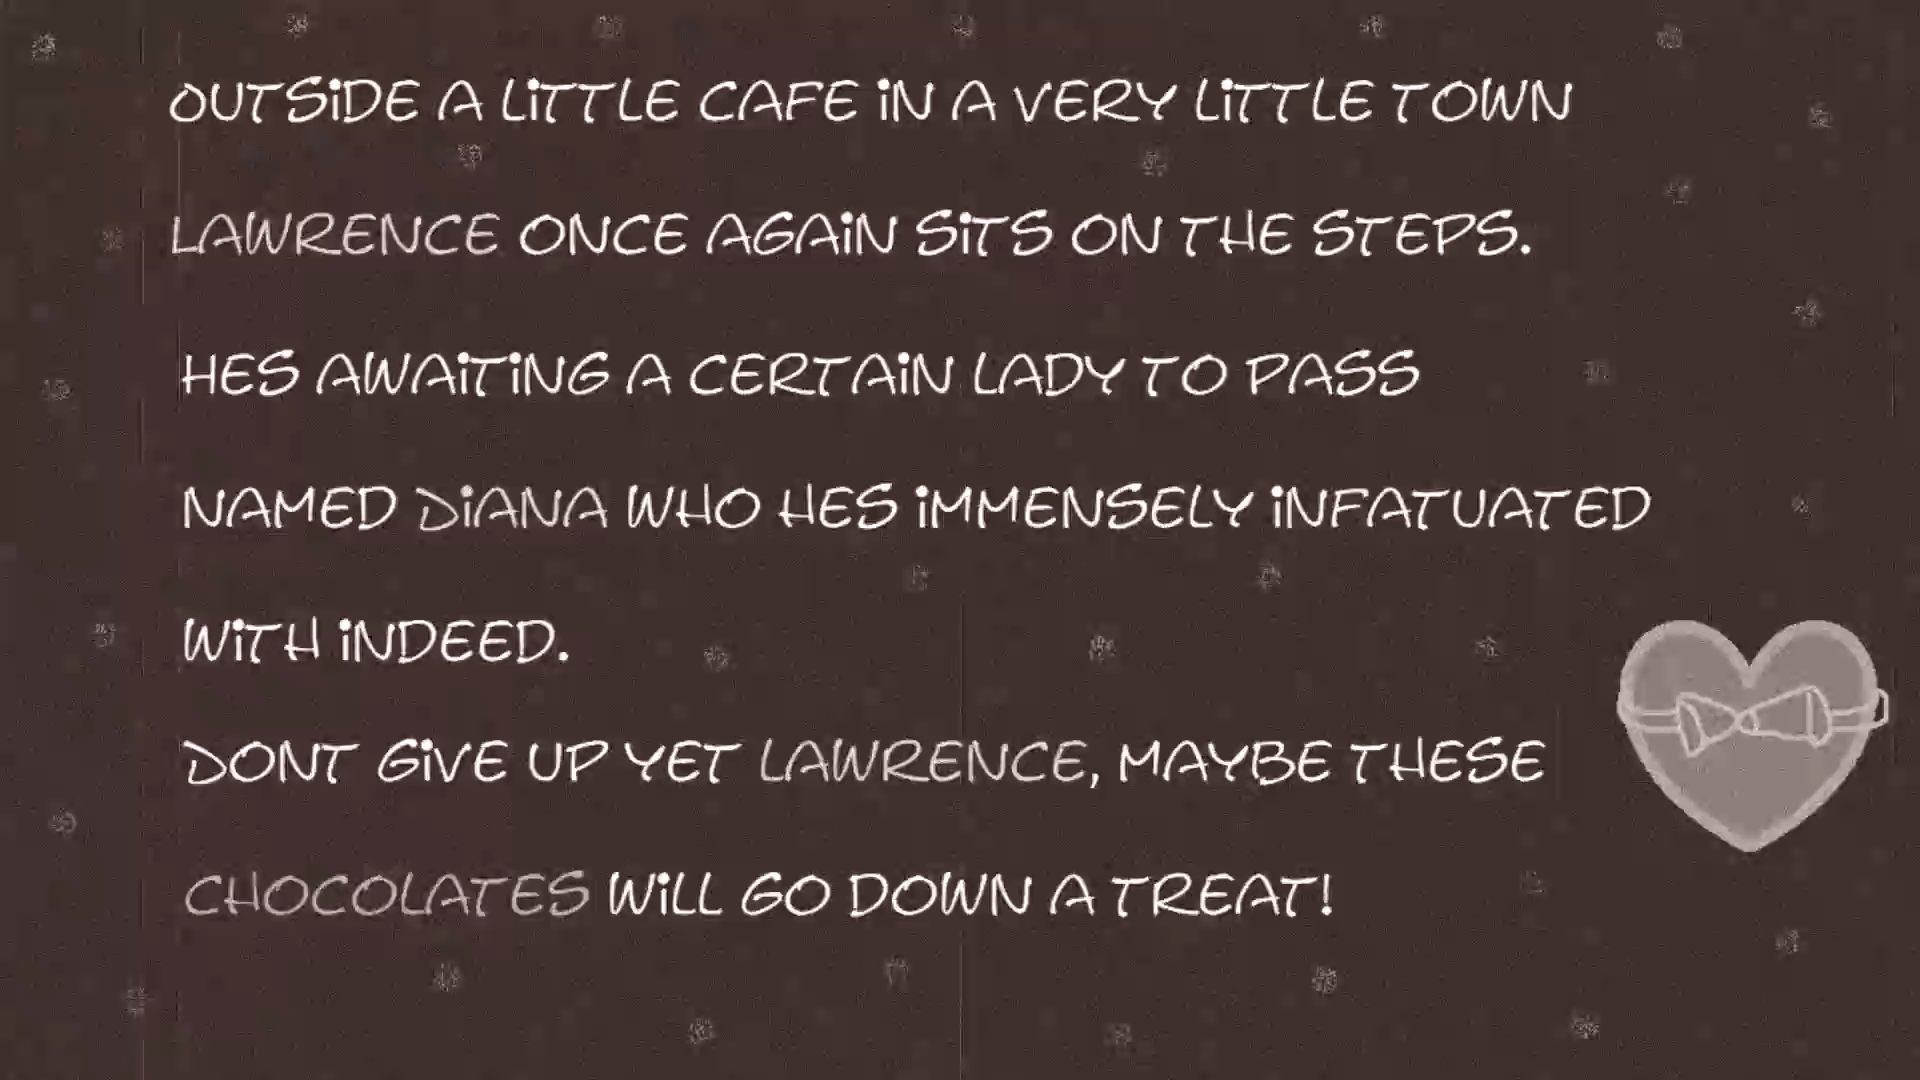 OUTSiDE A LiTTLE CAFE iN A VERY LiTTLE TOWN
LAWRENCE ONCE AGAiN SiTS ON THE STEPS.
HES AWAiTiNG A CERTAiN LADY TO PASS
NAMED DiANA WHO HES iMMENSELY iNFATUATED
WiTH iNDEED.
DONT GiVE UP YET LAWRENCE, MAYBE THESE
CHOCOLATES WiLL GO DOWN A TREAT!